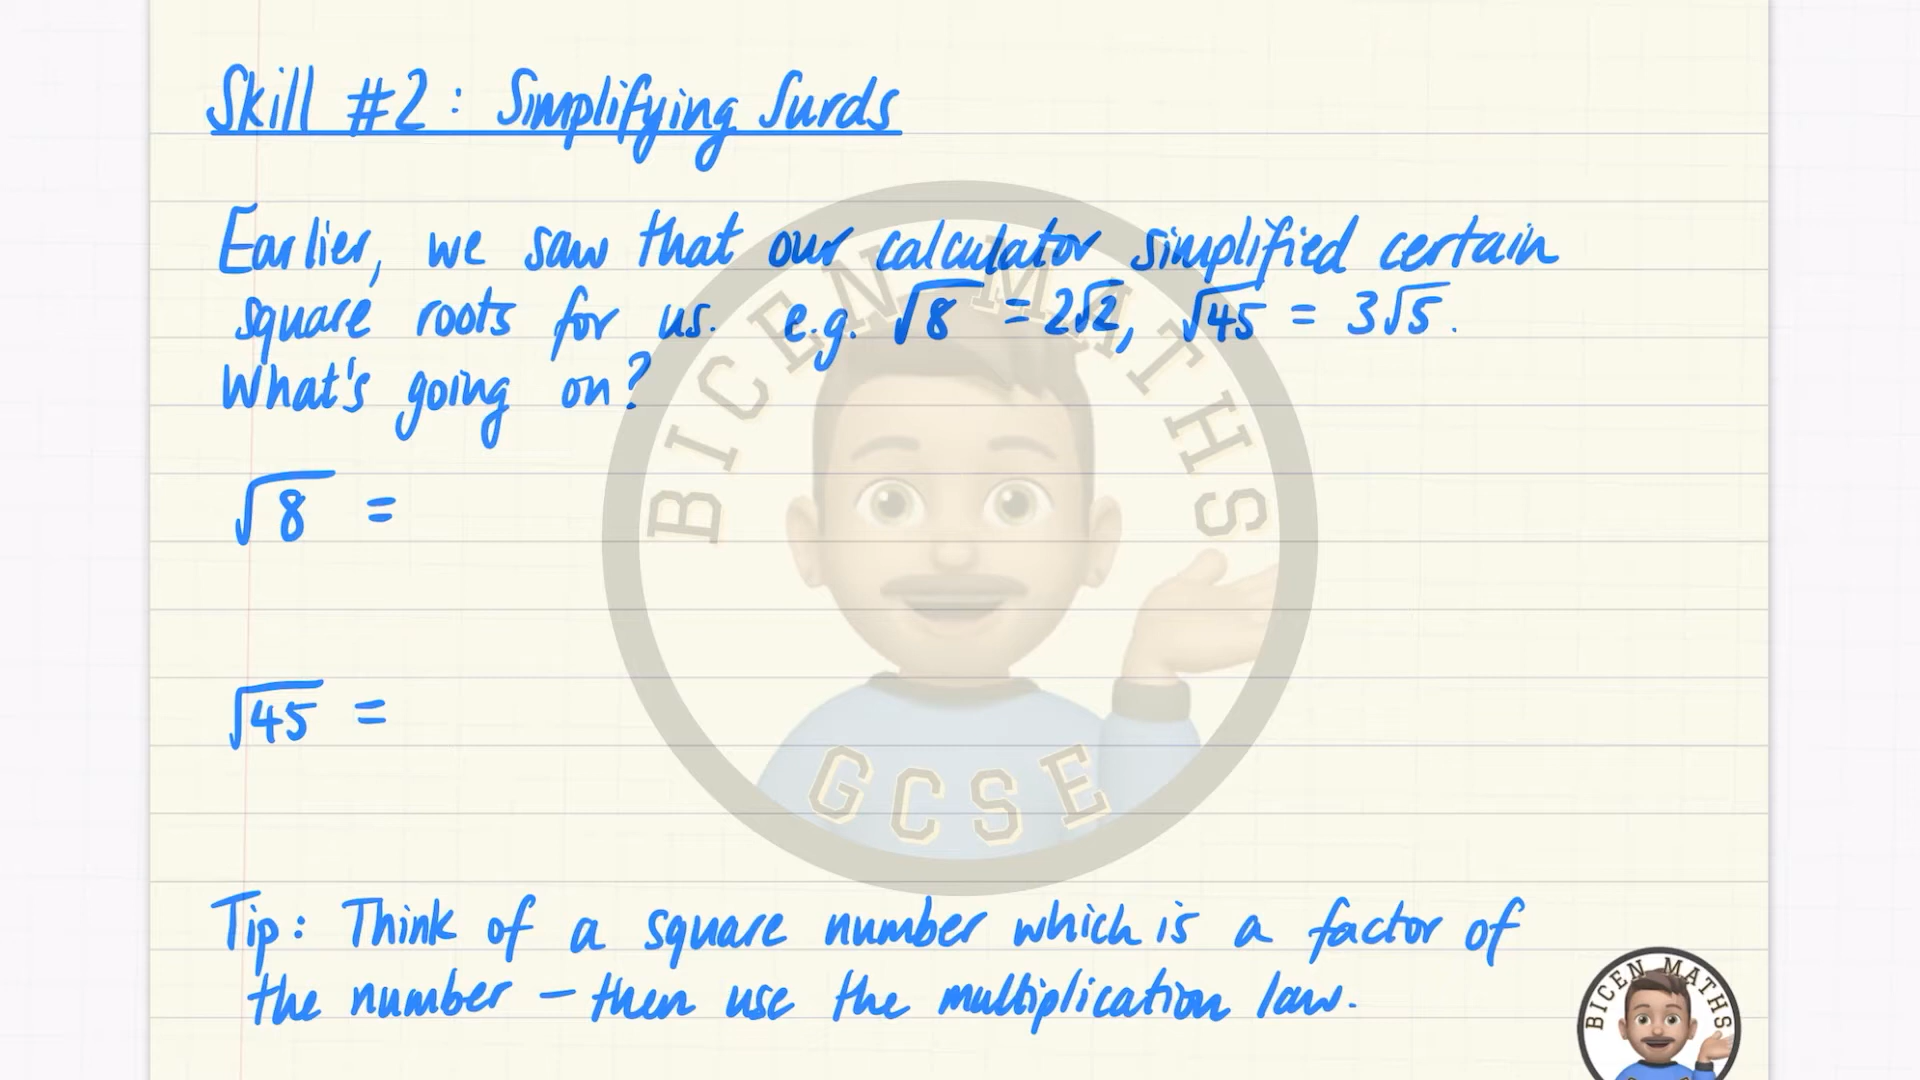 Skill #2: Simplifying Surds
Earlier, we saw that our calculator simplified certain
square roots for us. e.g. √8 = 2√2, √45 = 3√5.
What's going on?
√8 =
√45 =
Tip: Think of a square number which is a factor of
the number – then use the multiplication law.
BICEN MATHS
GCSE
BICEN MATHS